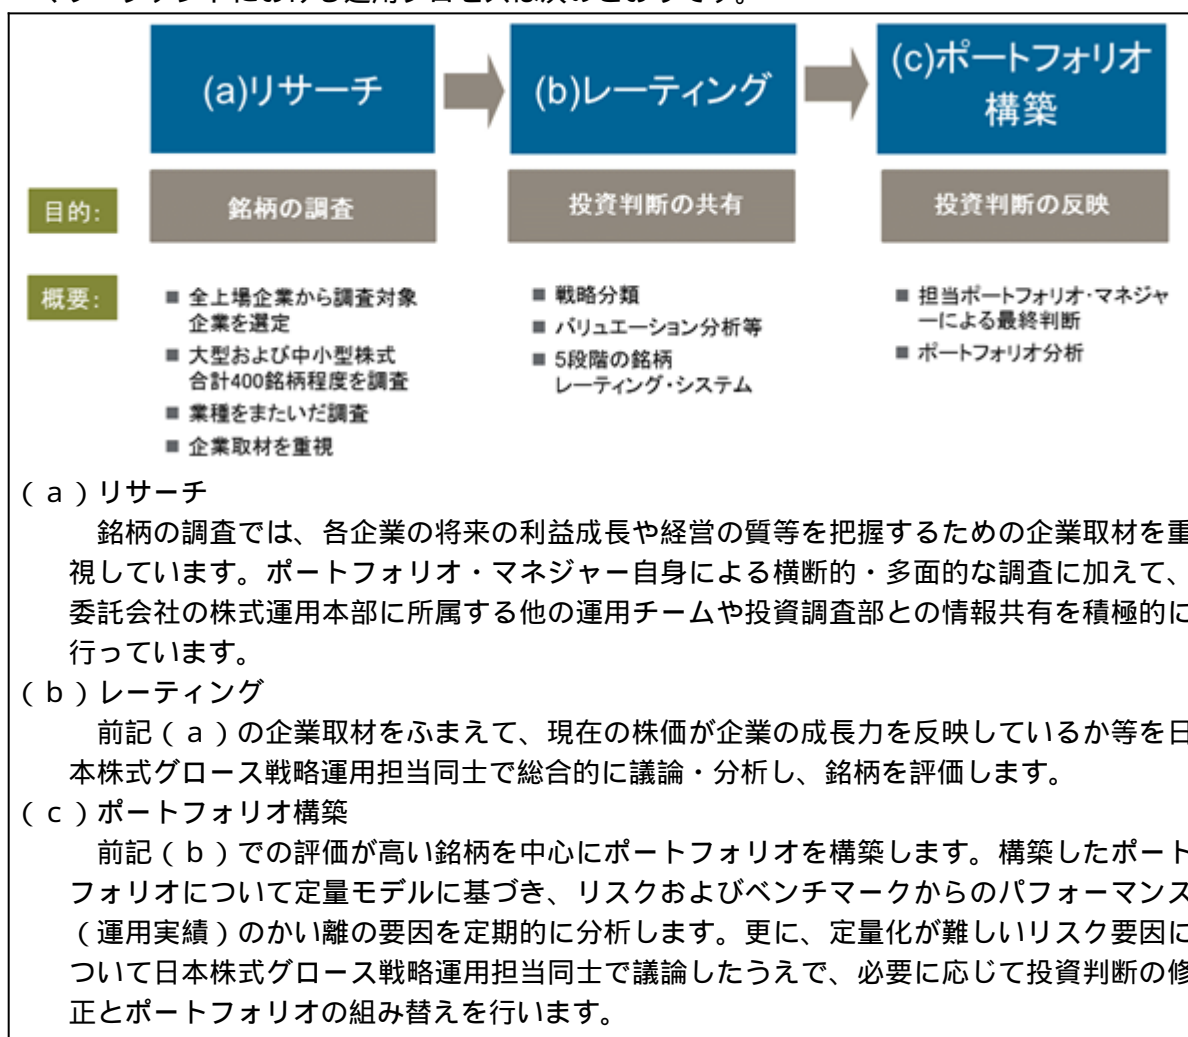 (a)リサーチ
(b)レーティング
(c)ポートフォリオ
構築
目的:
銘柄の調査
投資判断の共有
投資判断の反映
概要:
■ 全上場企業から調査対象
企業を選定
■ 大型および中小型株式
合計400銘柄程度を調査
■ 業種をまたいだ調査
■ 企業取材を重視
■ 戦略分類
■ バリュエーション分析等
■ 5段階の銘柄
レーティング・システム
■ 担当ポートフォリオ・マネジャ
ーによる最終判断
■ ポートフォリオ分析
(a)リサーチ
銘柄の調査では、各企業の将来の利益成長や経営の質等を把握するための企業取材を重
視しています。ポートフォリオ・マネジャー自身による横断的・多面的な調査に加えて、
委託会社の株式運用本部に所属する他の運用チームや投資調査部との情報共有を積極的に
行っています。
(b)レーティング
前記(a)の企業取材をふまえて、現在の株価が企業の成長力を反映しているか等を日
本株式グロース戦略運用担当同士で総合的に議論・分析し、銘柄を評価します。
(c)ポートフォリオ構築
前記(b)での評価が高い銘柄を中心にポートフォリオを構築します。構築したポート
フォリオについて定量モデルに基づき、リスクおよびベンチマークからのパフォーマンス
(運用実績)のかい離の要因を定期的に分析します。更に、定量化が難しいリスク要因に
ついて日本株式グロース戦略運用担当同士で議論したうえで、必要に応じて投資判断の修
正とポートフォリオの組み替えを行います。